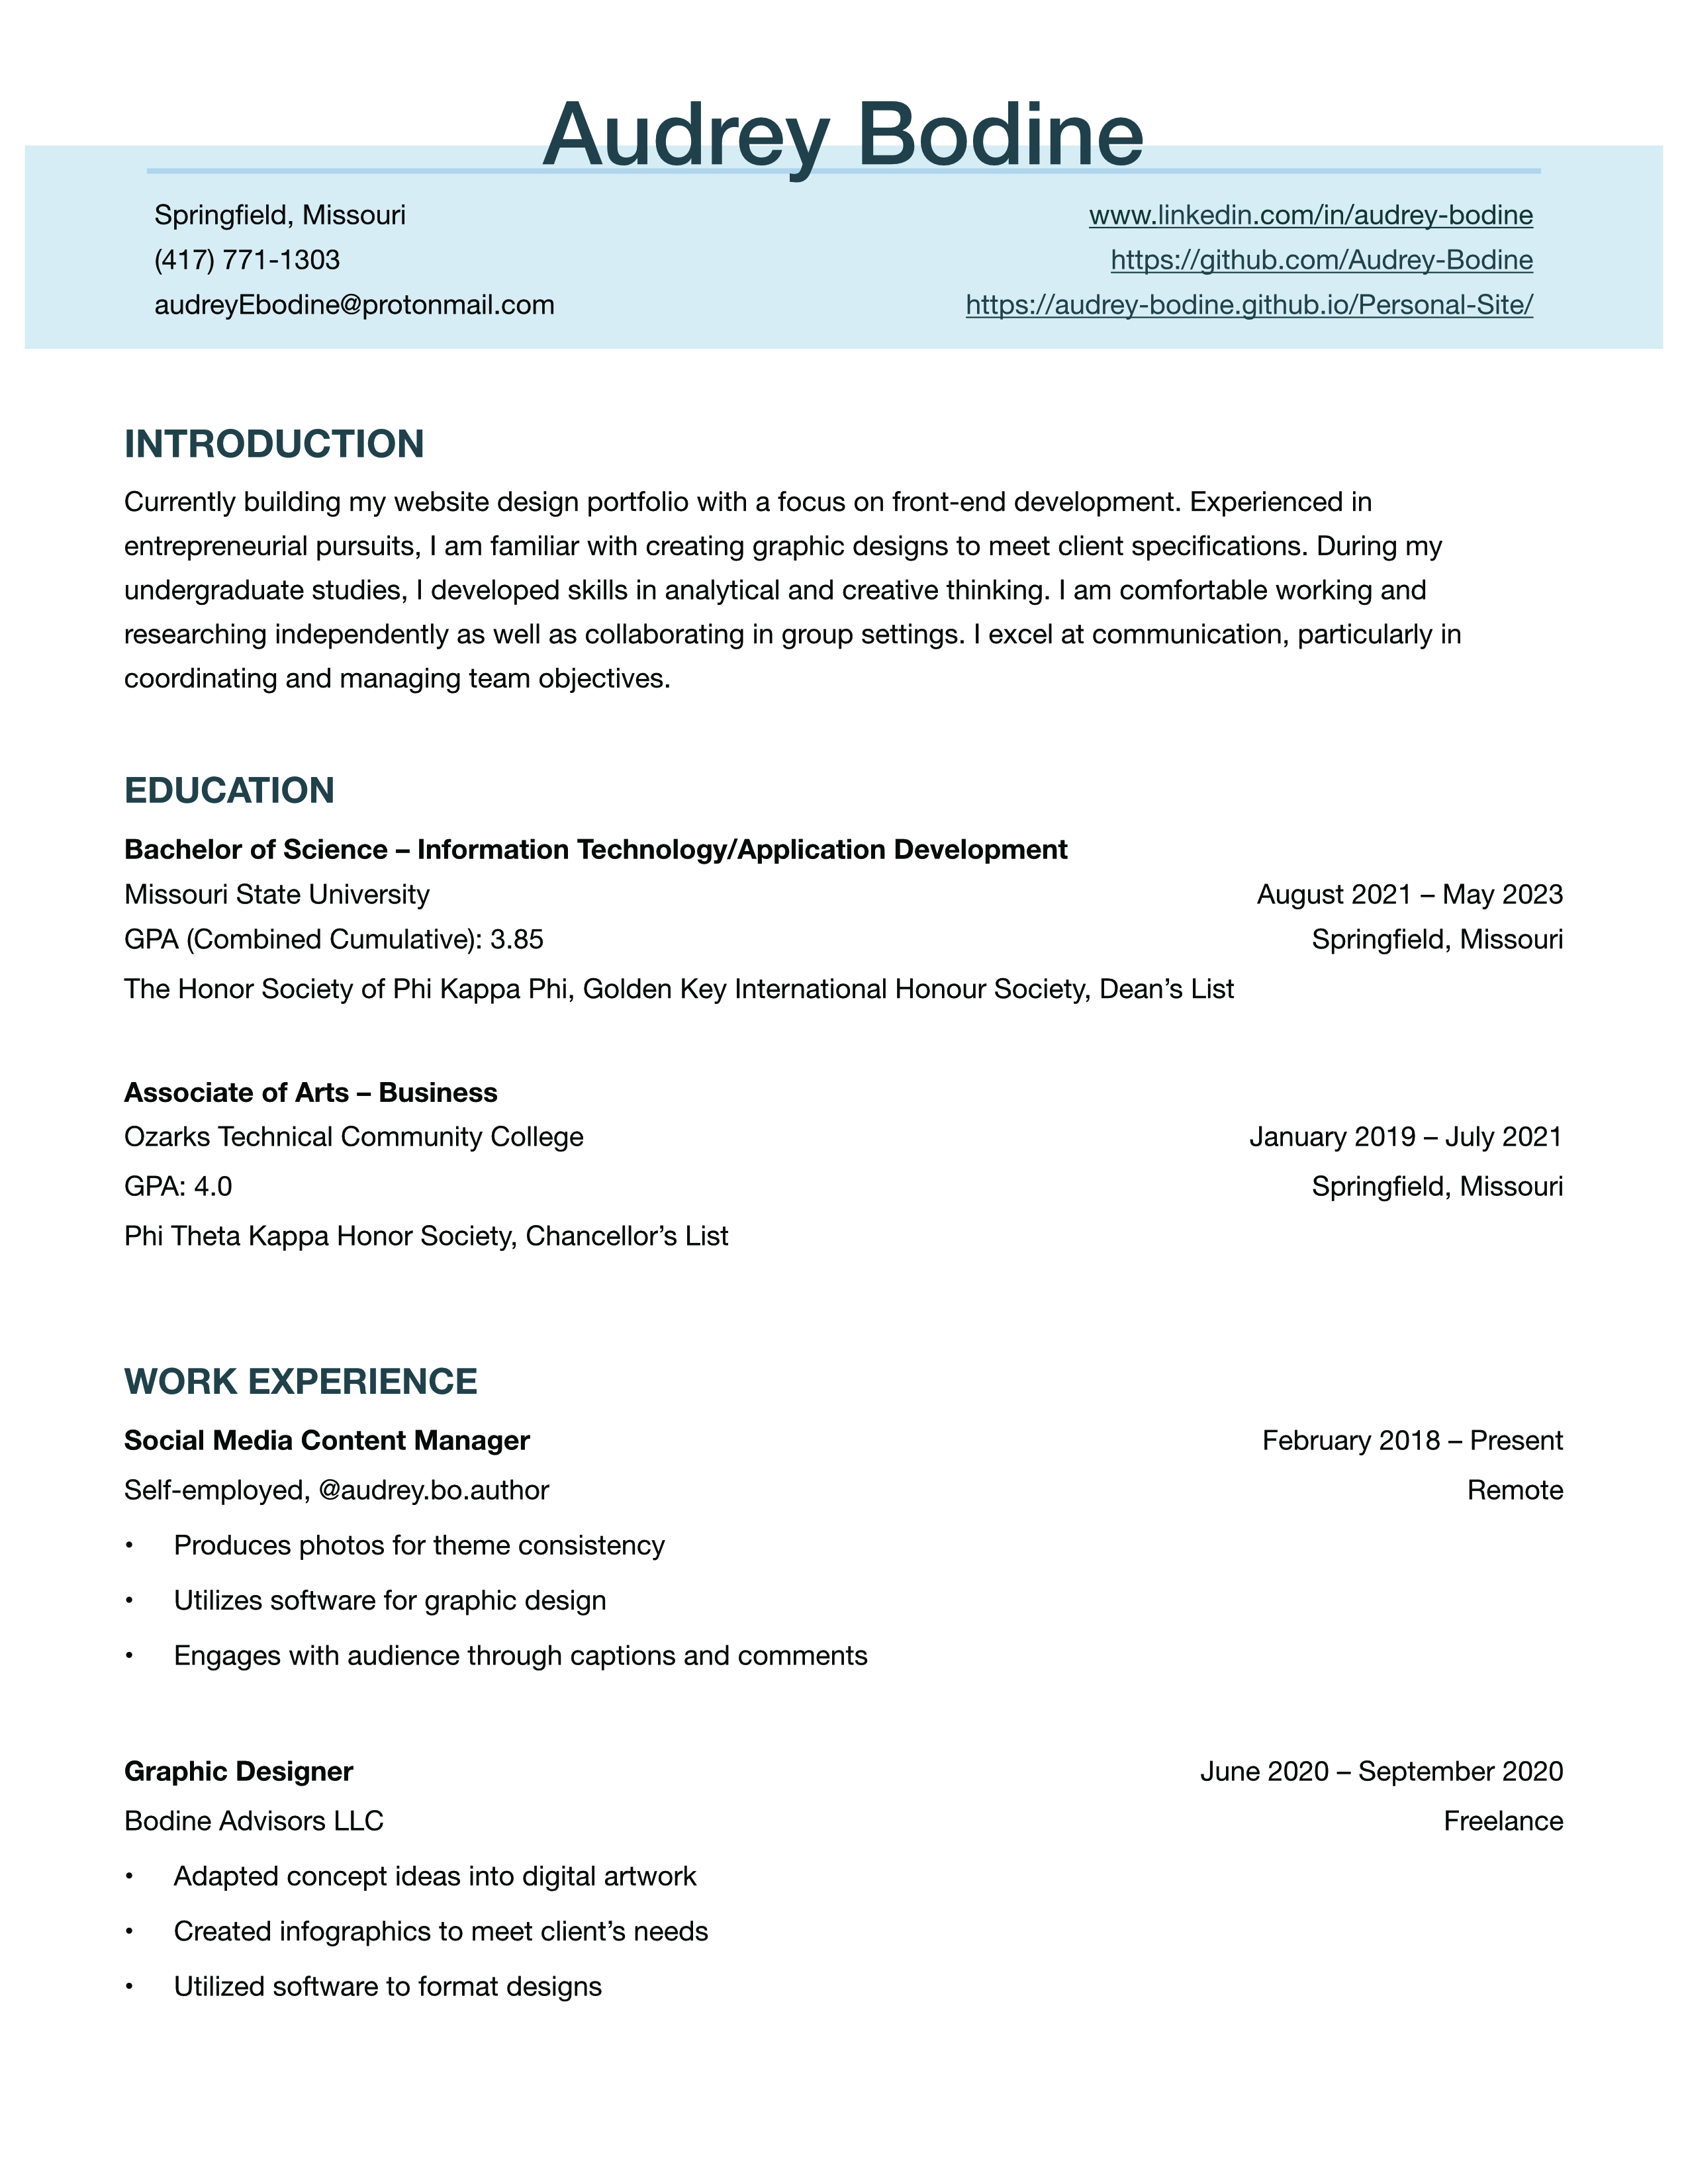 Audrey Bodine
Springfield, Missouri
www.linkedin.com/in/audrey-bodine
(417) 771-1303
https://github.com/Audrey-Bodine
audreyEbodine@protonmail.com
https://audrey-bodine.github.io/Personal-Site/
INTRODUCTION
Currently building my website design portfolio with a focus on front-end development. Experienced in
entrepreneurial pursuits, I am familiar with creating graphic designs to meet client specifications. During my
undergraduate studies, I developed skills in analytical and creative thinking. I am comfortable working and
researching independently as well as collaborating in group settings. I excel at communication, particularly in
coordinating and managing team objectives.
EDUCATION
Bachelor of Science – Information Technology/Application Development
Missouri State University August 2021 – May 2023
GPA (Combined Cumulative): 3.85 Springfield, Missouri
The Honor Society of Phi Kappa Phi, Golden Key International Honour Society, Dean’s List
Associate of Arts – Business
Ozarks Technical Community College January 2019 – July 2021
GPA: 4.0 Springfield, Missouri
Phi Theta Kappa Honor Society, Chancellor’s List
WORK EXPERIENCE
Social Media Content Manager February 2018 – Present
Self-employed, @audrey.bo.author Remote
• Produces photos for theme consistency
• Utilizes software for graphic design
• Engages with audience through captions and comments
Graphic Designer June 2020 – September 2020
Bodine Advisors LLC Freelance
• Adapted concept ideas into digital artwork
• Created infographics to meet client’s needs
• Utilized software to format designs